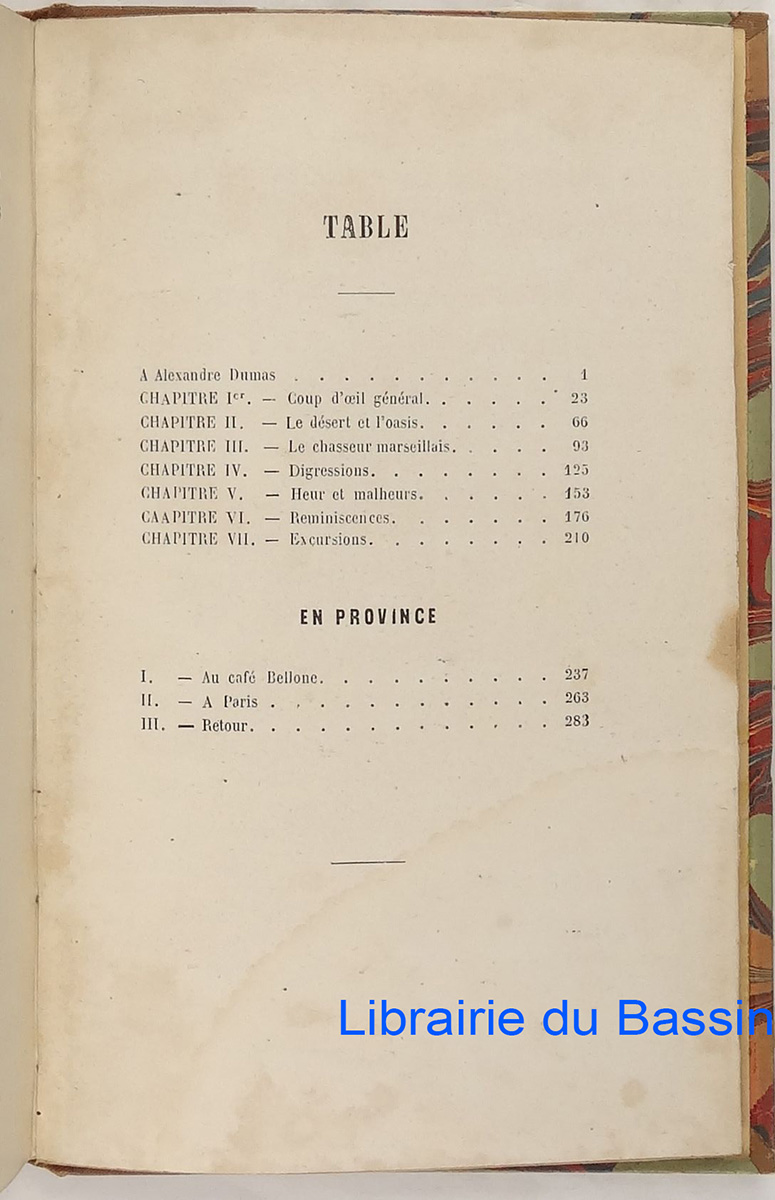 TABLE
A Alexandre Dumas . . . . . . . . . . . 1
CHAPITRE Iᵉʳ. — Coup d'œil général. . . . . . 23
CHAPITRE II. — Le désert et l'oasis. . . . . . 66
CHAPITRE III. — Le chasseur marseillais. . . . . 93
CHAPITRE IV. — Digressions. . . . . . . . 125
CHAPITRE V. — Heur et malheurs. . . . . . 153
CAAPITRE VI. — Reminiscences. . . . . . . 176
CHAPITRE VII. — Excursions. . . . . . . . 210
EN PROVINCE
I. — Au café Bellone. . . . . . . . . . 237
II. — A Paris . . . . . . . . . . . . 263
III. — Retour. . . . . . . . . . . . . 283
Librairie du Bassin